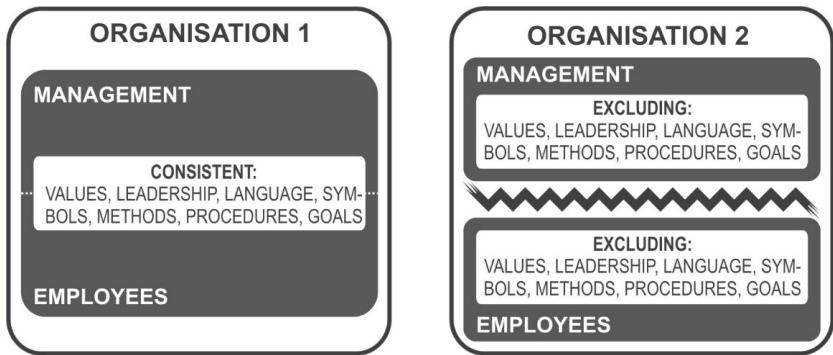 ORGANISATION 1
MANAGEMENT
CONSISTENT:
VALUES, LEADERSHIP, LANGUAGE, SYM-
BOLS, METHODS, PROCEDURES, GOALS
EMPLOYEES
ORGANISATION 2
MANAGEMENT
EXCLUDING:
VALUES, LEADERSHIP, LANGUAGE, SYM-
BOLS, METHODS, PROCEDURES, GOALS
EXCLUDING:
VALUES, LEADERSHIP, LANGUAGE, SYM-
BOLS, METHODS, PROCEDURES, GOALS
EMPLOYEES